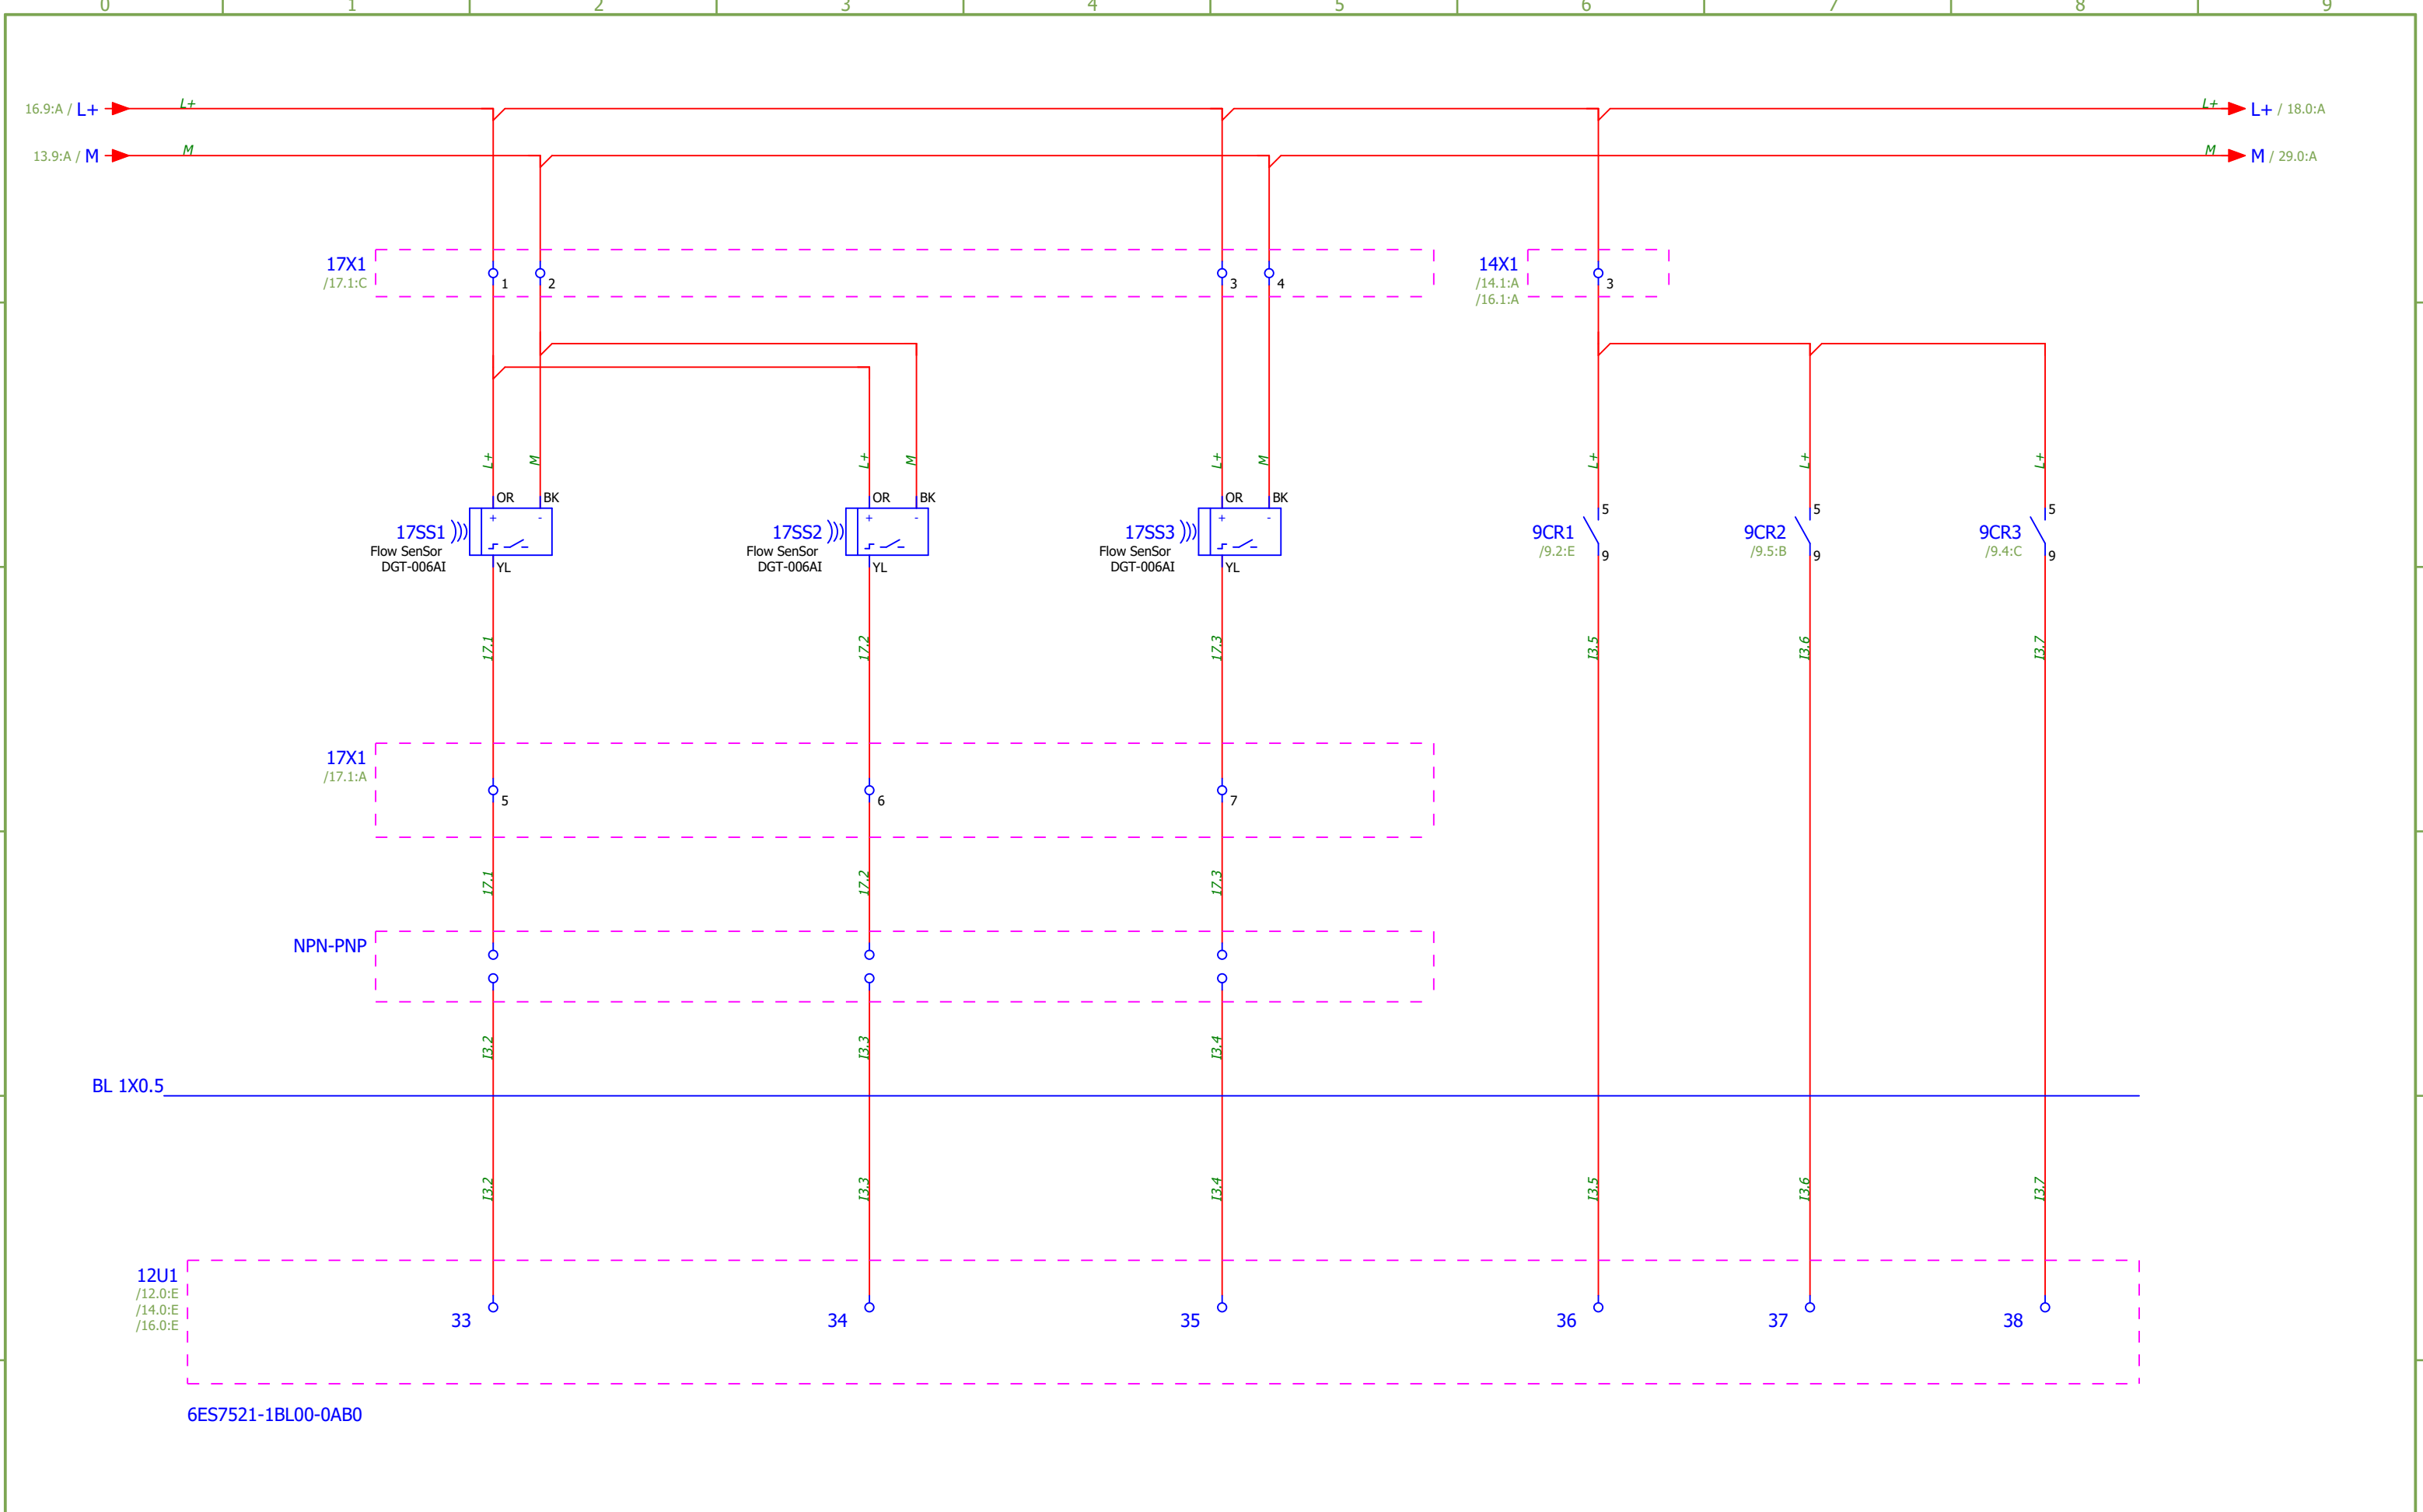 0 1 2 3 4 5 6 7 8 9
16.9:A / L+ L+ L+ L+ / 18.0:A
13.9:A / M M M M / 29.0:A
17X1 14X1
/17.1:C 1 2 3 4 /14.1:A 3
/16.1:A
L+ M L+ M L+ M L+ L+ L+
OR BK OR BK OR BK 5 5 5
+ - + - + -
17SS1 17SS2 17SS3 9CR1 9CR2 9CR3
Flow SenSor Flow SenSor Flow SenSor /9.2:E 9 /9.5:B 9 /9.4:C 9
DGT-006AI YL DGT-006AI YL DGT-006AI YL
17.1 17.2 17.3 I3.5 I3.6 I3.7
17X1
/17.1:A
5 6 7
17.1 17.2 17.3
NPN-PNP
I3.2 I3.3 I3.4
BL 1X0.5
I3.2 I3.3 I3.4 I3.5 I3.6 I3.7
12U1
/12.0:E
/14.0:E
/16.0:E
33 34 35 36 37 38
6ES7521-1BL00-0AB0